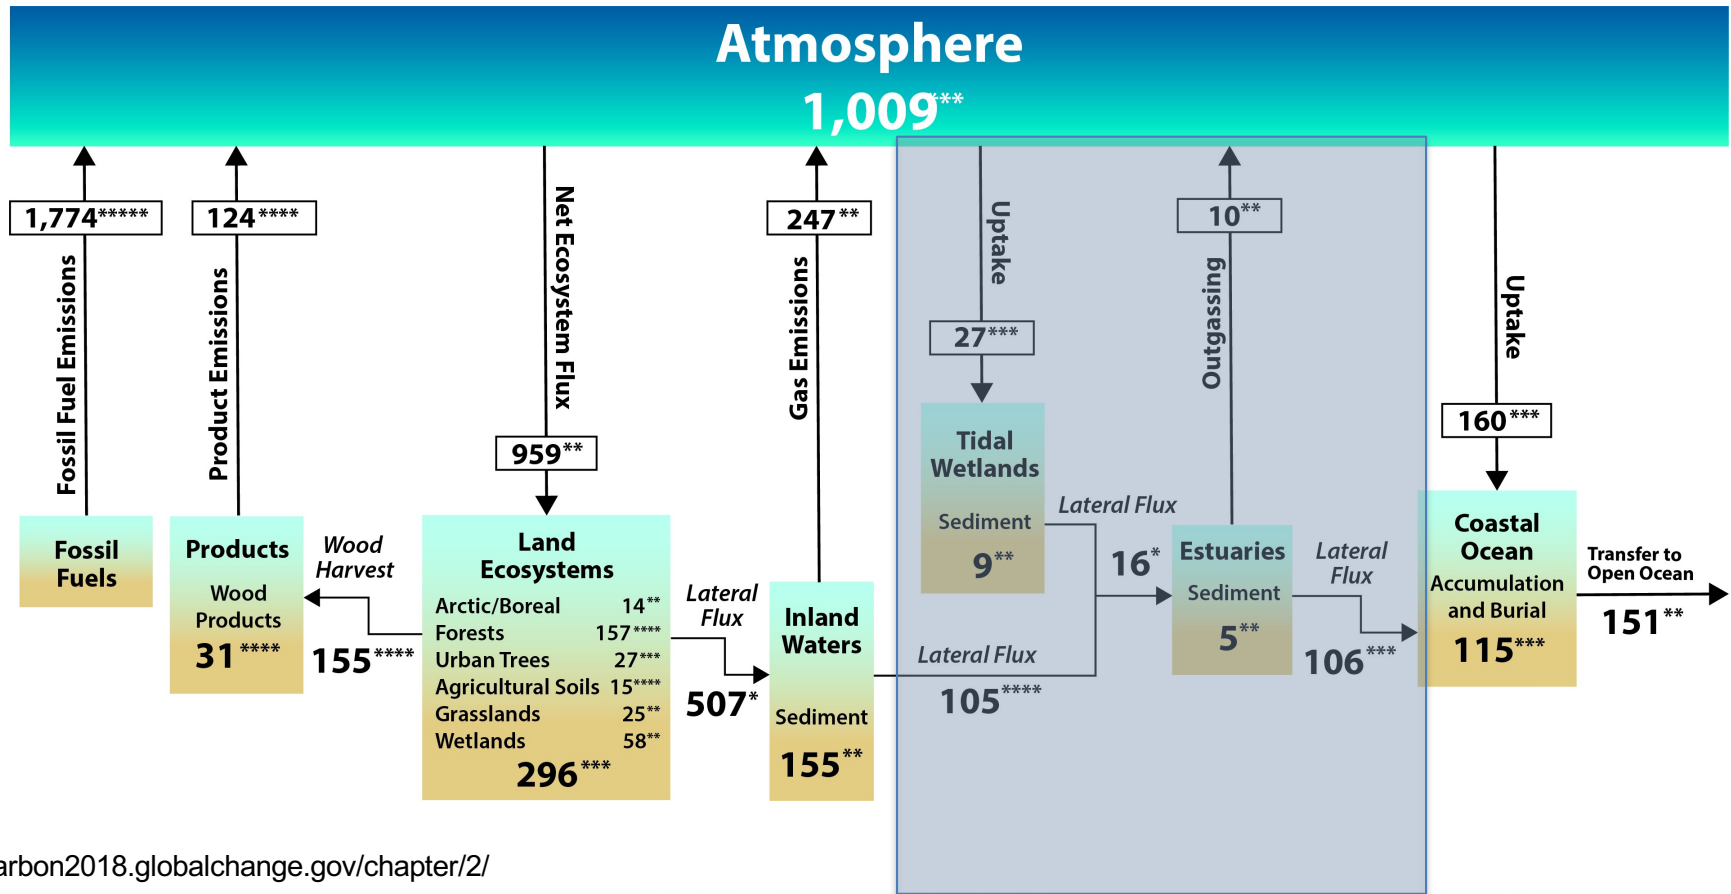 Atmosphere
1,009***
1,774*****
Fossil Fuel Emissions
124****
Product Emissions
Net Ecosystem Flux
959**
247**
Gas Emissions
Uptake
27***
10**
Outgassing
Uptake
160***
Fossil
Fuels
Products
Wood
Products
31****
Wood
Harvest
155****
Land
Ecosystems
Arctic/Boreal 14**
Forests 157****
Urban Trees 27***
Agricultural Soils 15****
Grasslands 25**
Wetlands 58**
296***
Lateral
Flux
507*
Inland
Waters
Sediment
155**
Tidal
Wetlands
Sediment
9**
Lateral Flux
16*
Lateral Flux
105****
Estuaries
Sediment
5**
Lateral
Flux
106***
Coastal
Ocean
Accumulation
and Burial
115***
Transfer to
Open Ocean
151**
arbon2018.globalchange.gov/chapter/2/